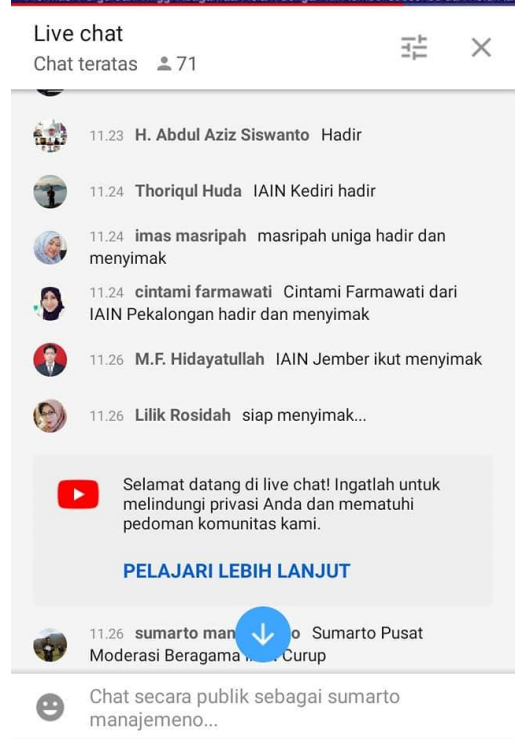 Live chat
Chat teratas 71
11.23 H. Abdul Aziz Siswanto Hadir
11.24 Thoriqul Huda IAIN Kediri hadir
11.24 imas masripah masripah uniga hadir dan
menyimak
11.24 cintami farmawati Cintami Farmawati dari
IAIN Pekalongan hadir dan menyimak
11.26 M.F. Hidayatullah IAIN Jember ikut menyimak
11.26 Lilik Rosidah siap menyimak...
Selamat datang di live chat! Ingatlah untuk
melindungi privasi Anda dan mematuhi
pedoman komunitas kami.
PELAJARI LEBIH LANJUT
11.26 sumarto Sumarto Pusat
Moderasi Beragama Curup
Chat secara publik sebagai sumarto
manajemeno...